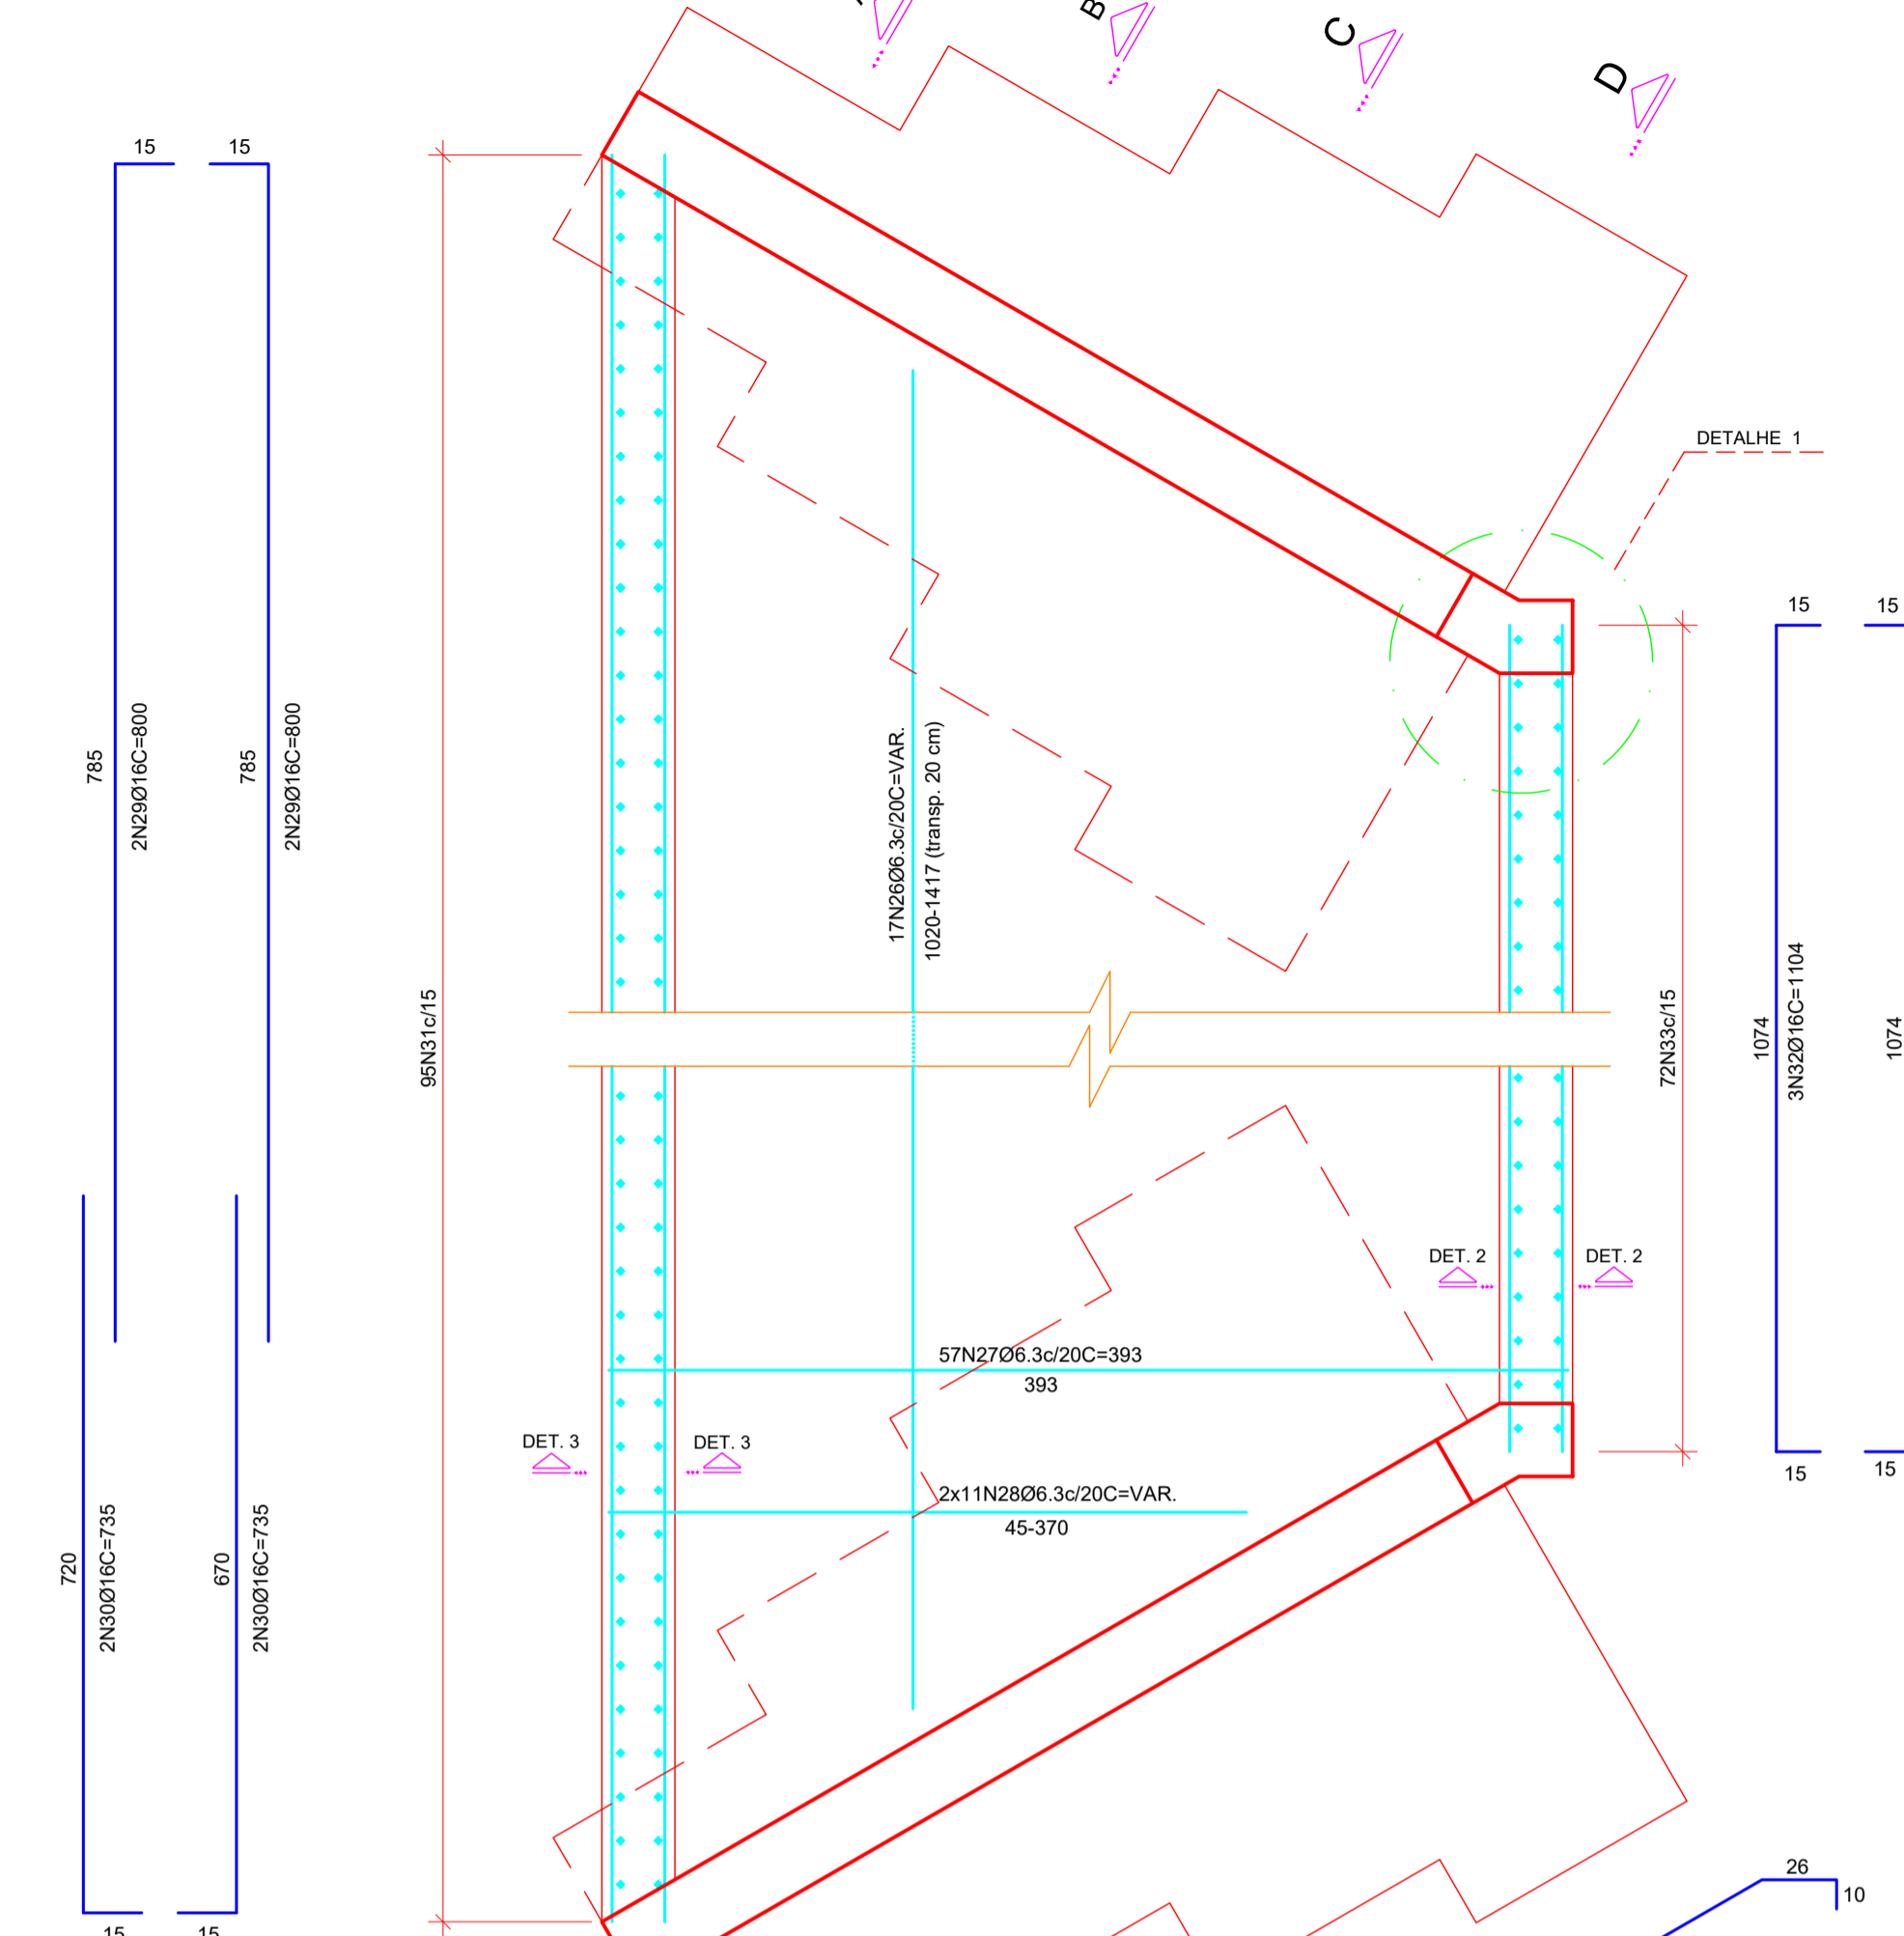 B
C
D
15
15
DETALHE 1
15
15
785
2N29Ø16C=800
785
2N29Ø16C=800
17N26Ø6.3c/20C=VAR.
1020-1417 (transp. 20 cm)
95N31c/15
72N33c/15
1074
3N32Ø16C=1104
1074
DET. 2
DET. 2
57N27Ø6.3c/20C=393
393
DET. 3
DET. 3
2x11N28Ø6.3c/20C=VAR.
45-370
15
15
720
2N30Ø16C=735
670
2N30Ø16C=735
26
10
15
15